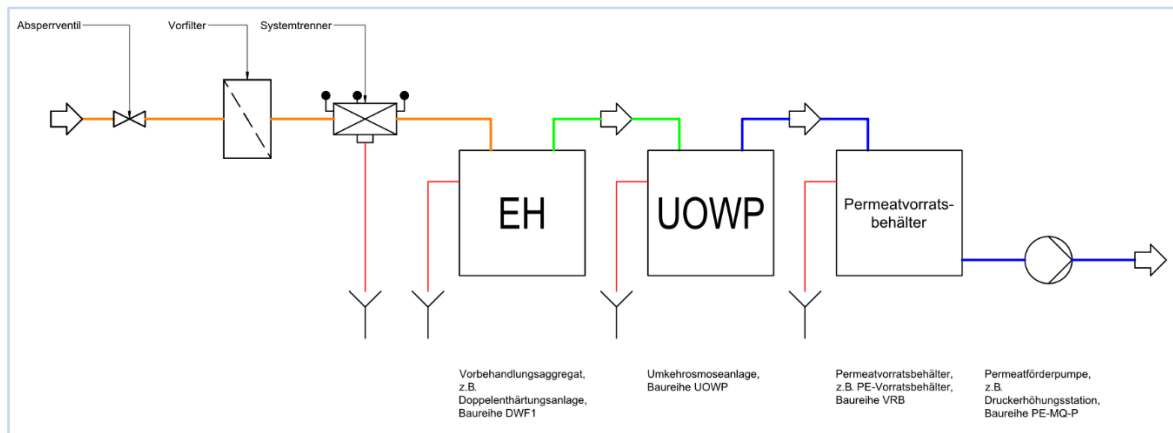 Absperrventil
Vorfilter
Systemtrenner
EH
UOWP
Permeatvorrats-
behälter
Vorbehandlungsaggregat,
z.B.
Doppelenthärtungsanlage,
Baureihe DWF1
Umkehrosmoseanlage,
Baureihe UOWP
Permeatvorratsbehälter,
z.B. PE-Vorratsbehälter,
Baureihe VRB
Permeatförderpumpe,
z.B.
Druckerhöhungsstation,
Baureihe PE-MQ-P